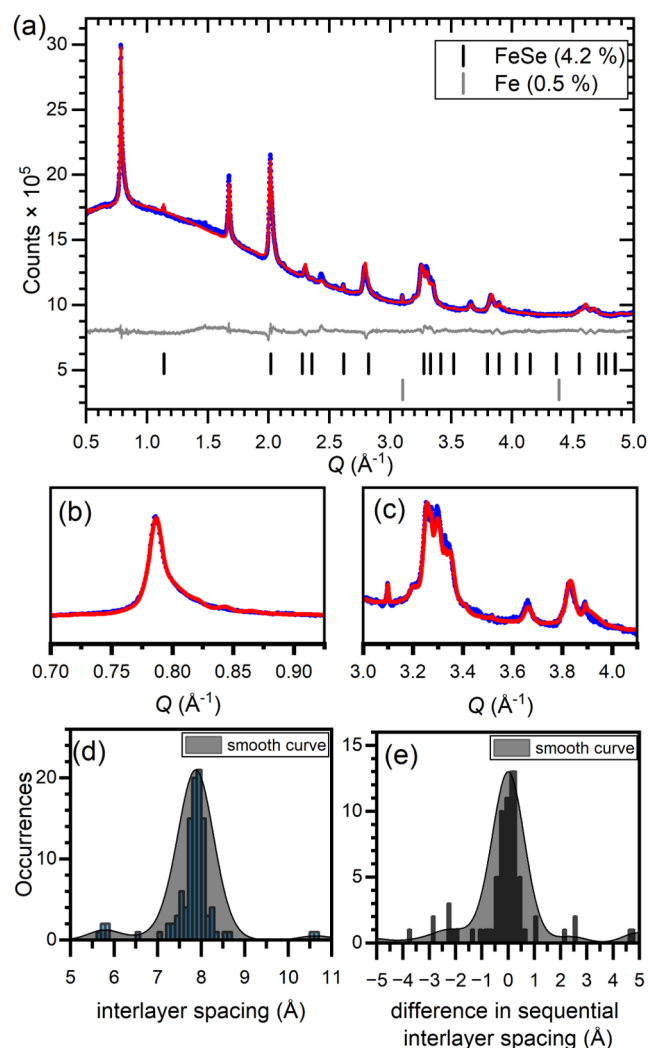 (a)
30
25
20
15
10
5
Counts × 10⁵
FeSe (4.2 %)
Fe (0.5 %)
0.5 1.0 1.5 2.0 2.5 3.0 3.5 4.0 4.5 5.0
Q (Å⁻¹)
(b)
0.70 0.75 0.80 0.85 0.90
Q (Å⁻¹)
(c)
3.0 3.2 3.4 3.6 3.8 4.0
Q (Å⁻¹)
(d)
smooth curve
20
10
0
Occurrences
5 6 7 8 9 10 11
interlayer spacing (Å)
(e)
smooth curve
15
10
5
0
−5 −4 −3 −2 −1 0 1 2 3 4 5
difference in sequential
interlayer spacing (Å)